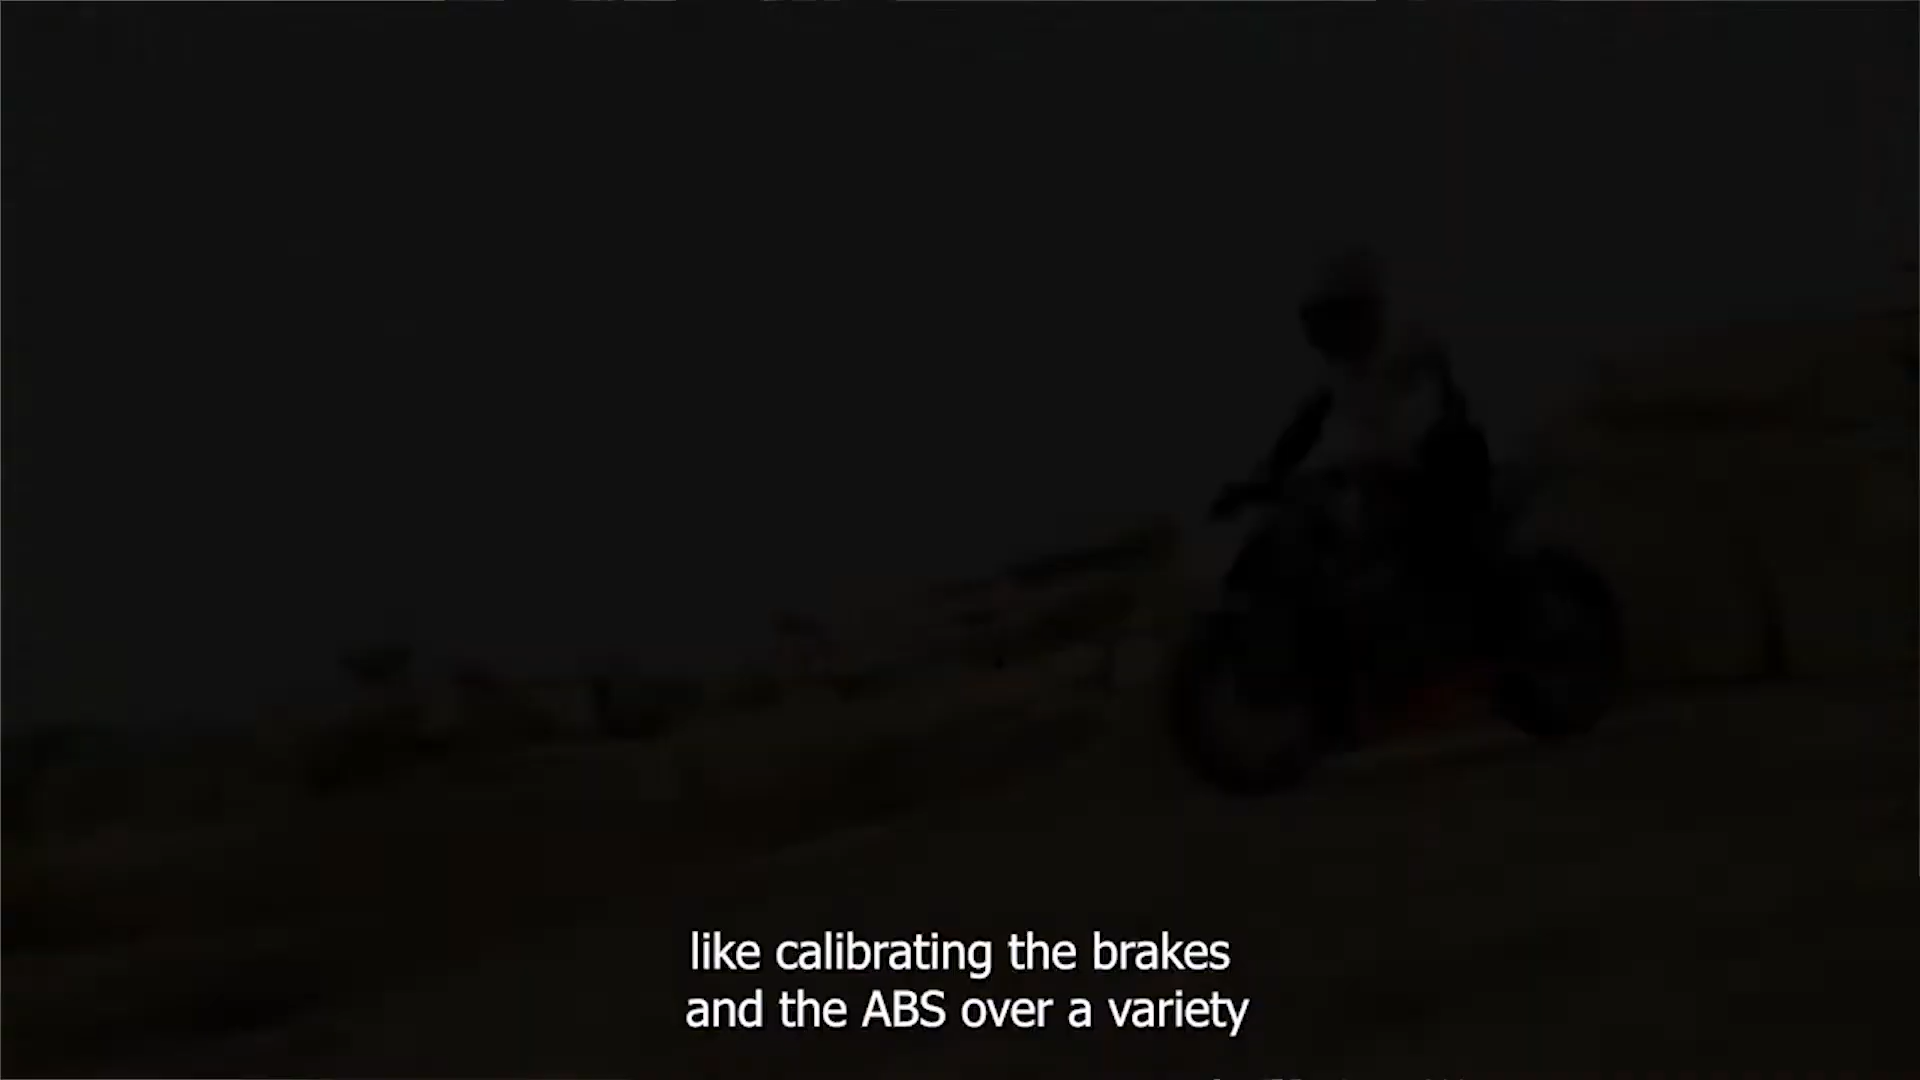 like calibrating the brakes
and the ABS over a variety